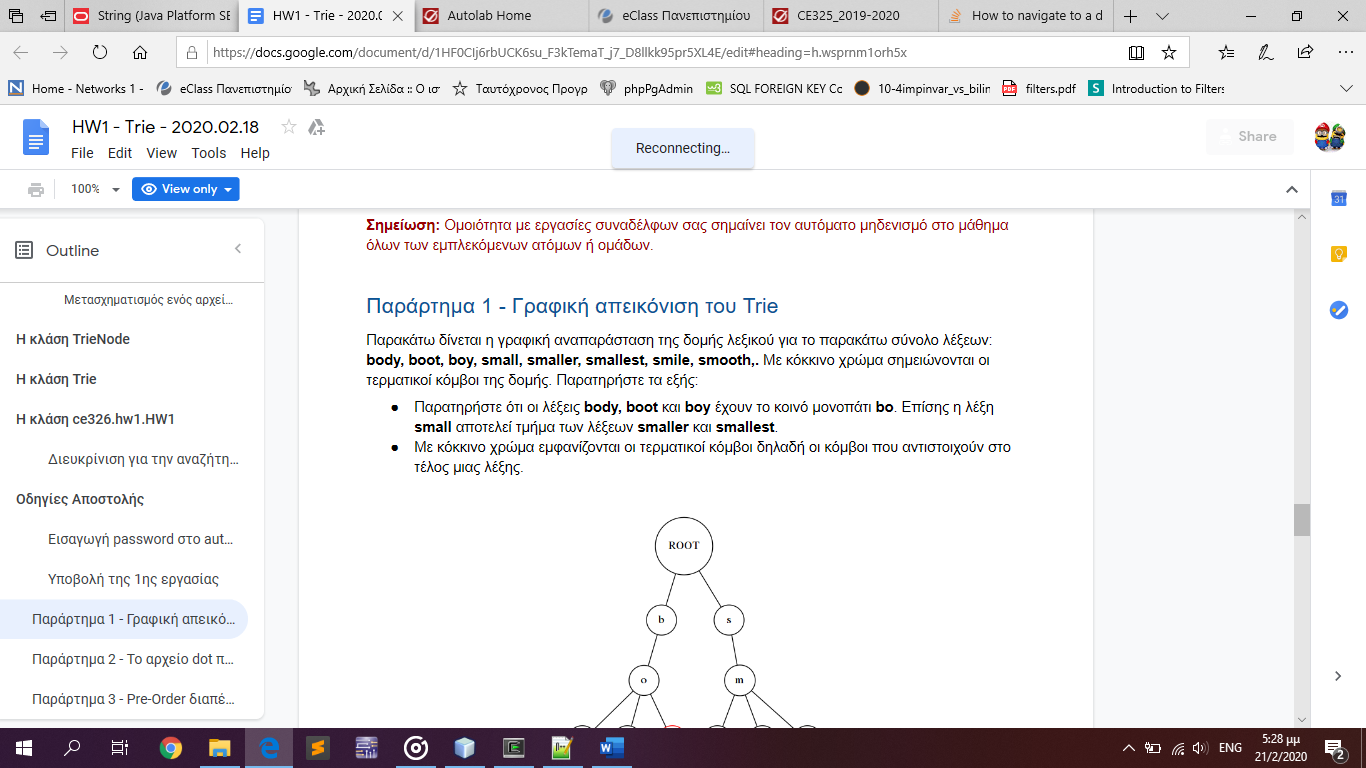 String (Java Platform SE
HW1 - Trie - 2020.0
Autolab Home
eClass Πανεπιστημίου
CE325_2019-2020
How to navigate to a d
https://docs.google.com/document/d/1HF0CIj6rbUCK6su_F3kTemaT_j7_D8llkk95pr5XL4E/edit#heading=h.wsprnm1orh5x
Home - Networks 1 -
eClass Πανεπιστημίο
Αρχική Σελίδα :: Ο ισ
Ταυτόχρονος Προγρ
phpPgAdmin
SQL FOREIGN KEY Co
10-4impinvar_vs_bilin
filters.pdf
Introduction to Filters
HW1 - Trie - 2020.02.18
File Edit View Tools Help
Reconnecting…
Share
100%
View only
31
Outline
Μετασχηματισμός ενός αρχεί…
Η κλάση TrieNode
Η κλάση Trie
Η κλάση ce326.hw1.HW1
Διευκρίνιση για την αναζήτη…
Οδηγίες Αποστολής
Εισαγωγή password στο aut…
Υποβολή της 1ης εργασίας
Παράρτημα 1 - Γραφική απεικό…
Παράρτημα 2 - Το αρχείο dot π…
Παράρτημα 3 - Pre-Order διαπέ…
Σημείωση: Ομοιότητα με εργασίες συναδέλφων σας σημαίνει τον αυτόματο μηδενισμό στο μάθημα
όλων των εμπλεκόμενων ατόμων ή ομάδων.
Παράρτημα 1 - Γραφική απεικόνιση του Trie
Παρακάτω δίνεται η γραφική αναπαράσταση της δομής λεξικού για το παρακάτω σύνολο λέξεων:
body, boot, boy, small, smaller, smallest, smile, smooth,. Με κόκκινο χρώμα σημειώνονται οι
τερματικοί κόμβοι της δομής. Παρατηρήστε τα εξής:
● Παρατηρήστε ότι οι λέξεις body, boot και boy έχουν το κοινό μονοπάτι bo. Επίσης η λέξη
small αποτελεί τμήμα των λέξεων smaller και smallest.
● Με κόκκινο χρώμα εμφανίζονται οι τερματικοί κόμβοι δηλαδή οι κόμβοι που αντιστοιχούν στο
τέλος μιας λέξης.
ROOT
b s
o m
ENG
5:28 μμ
21/2/2020
2